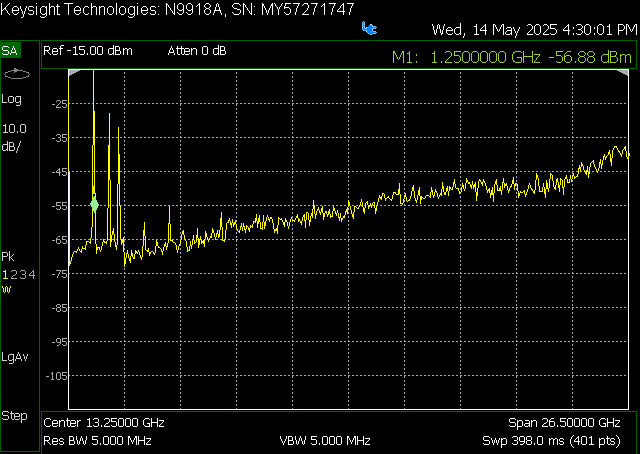 Keysight Technologies: N9918A, SN: MY57271747
Wed, 14 May 2025 4:30:01 PM
SA Ref -15.00 dBm Atten 0 dB
M1: 1.2500000 GHz -56.88 dBm
Log
10.0
dB/
-25
-35
-45
-55
-65
-75
-85
-95
-105
Pk
1234
W
LgAv
Step
Center 13.25000 GHz Span 26.50000 GHz
Res BW 5.000 MHz VBW 5.000 MHz Swp 398.0 ms (401 pts)